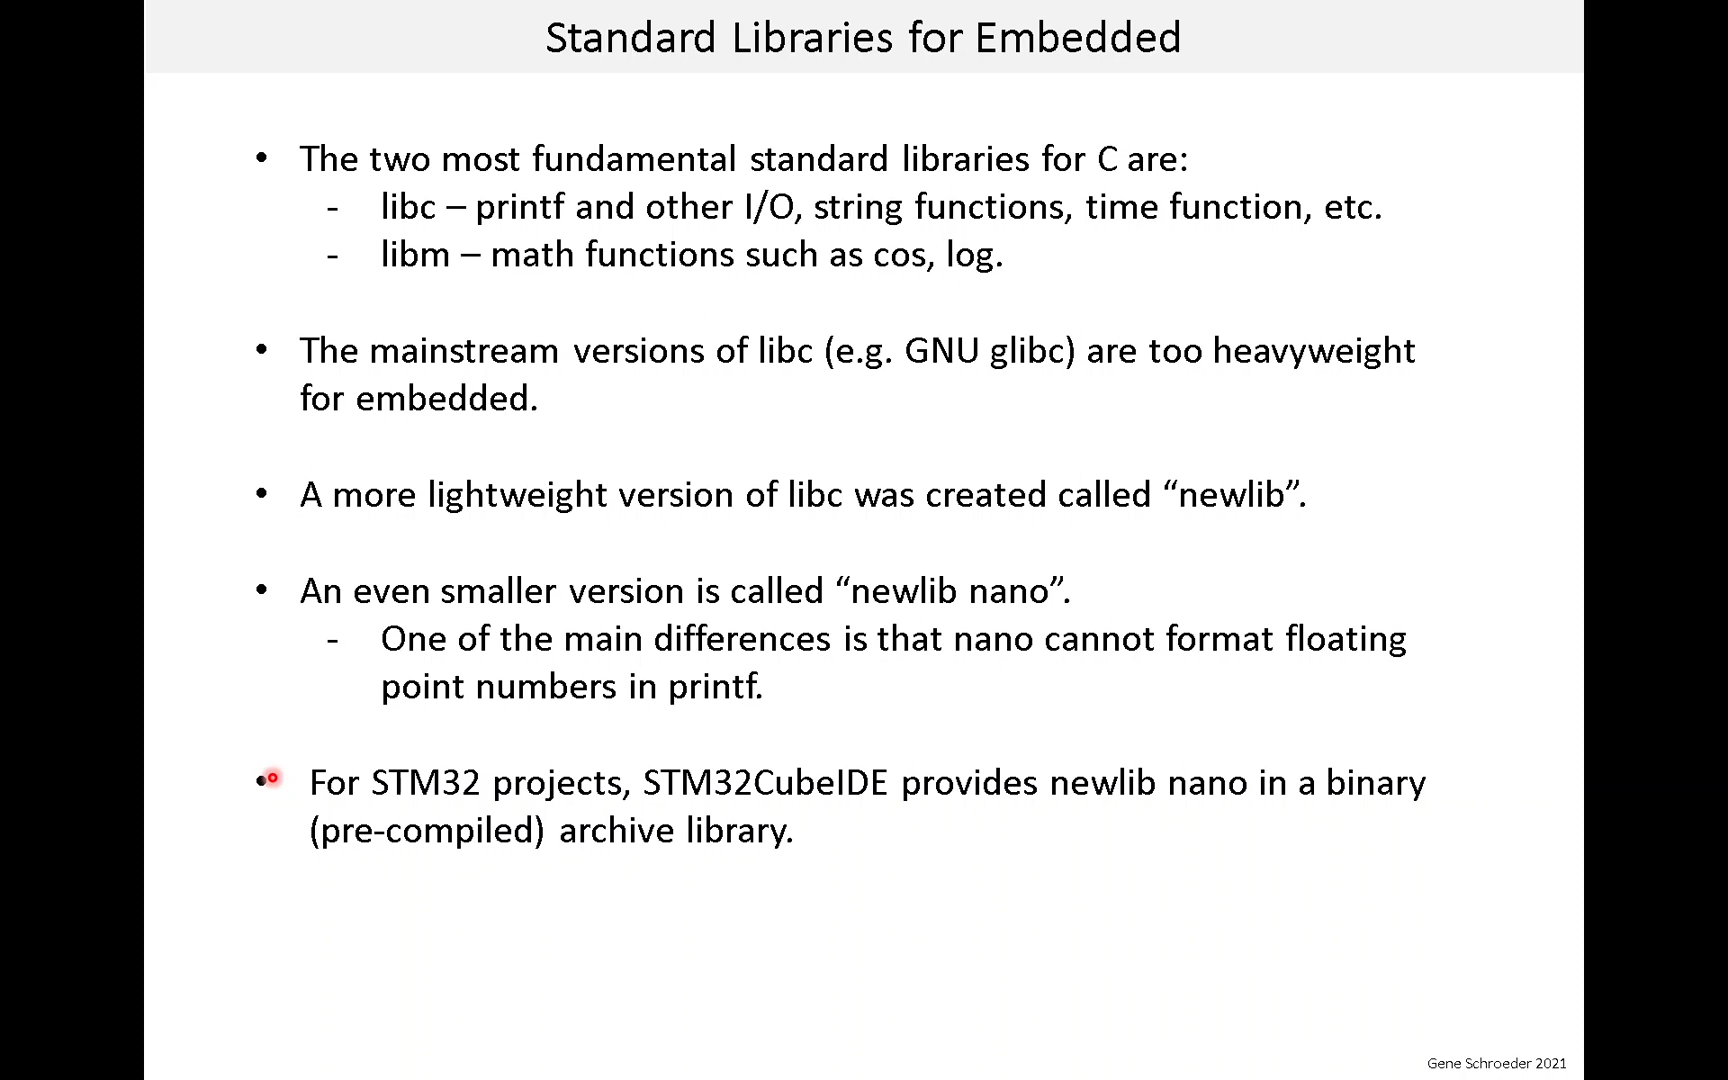 Standard Libraries for Embedded
• The two most fundamental standard libraries for C are:
- libc – printf and other I/O, string functions, time function, etc.
- libm – math functions such as cos, log.
• The mainstream versions of libc (e.g. GNU glibc) are too heavyweight
for embedded.
• A more lightweight version of libc was created called “newlib”.
• An even smaller version is called “newlib nano”.
- One of the main differences is that nano cannot format floating
point numbers in printf.
• For STM32 projects, STM32CubeIDE provides newlib nano in a binary
(pre-compiled) archive library.
Gene Schroeder 2021